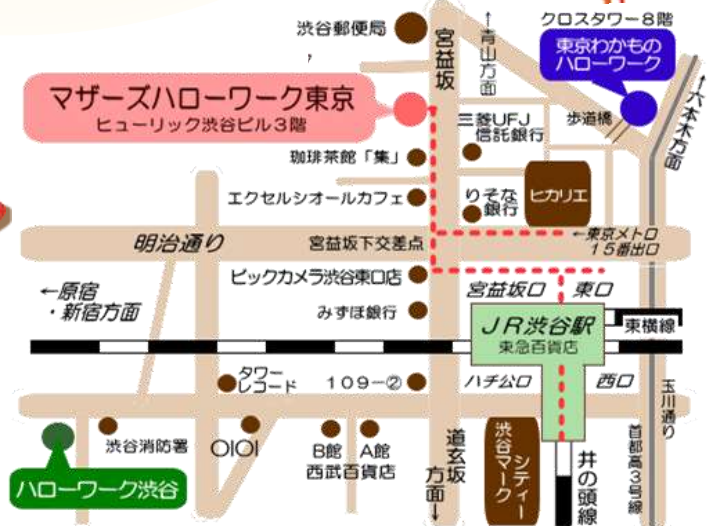 渋谷郵便局
宮益坂
↑青山方面
クロスタワー8階
東京わかもの
ハローワーク
マザーズハローワーク東京
ヒューリック渋谷ビル3階
三菱UFJ
信託銀行
歩道橋
↑六本木方面
珈琲茶館「集」
エクセルシオールカフェ
りそな
銀行
ヒカリエ
明治通り
宮益坂下交差点
←東京メトロ
15番出口
ビックカメラ渋谷東口店
←原宿
・新宿方面
宮益坂口
東口
みずほ銀行
JR渋谷駅
東急百貨店
東横線
タワー
レコード
109-②
ハチ公口
西口
玉川通り
渋谷消防署
OIOI
B館
A館
西武百貨店
道玄坂
方面↓
渋谷マーク
シティー
井の頭線
首都高3号線
ハローワーク渋谷